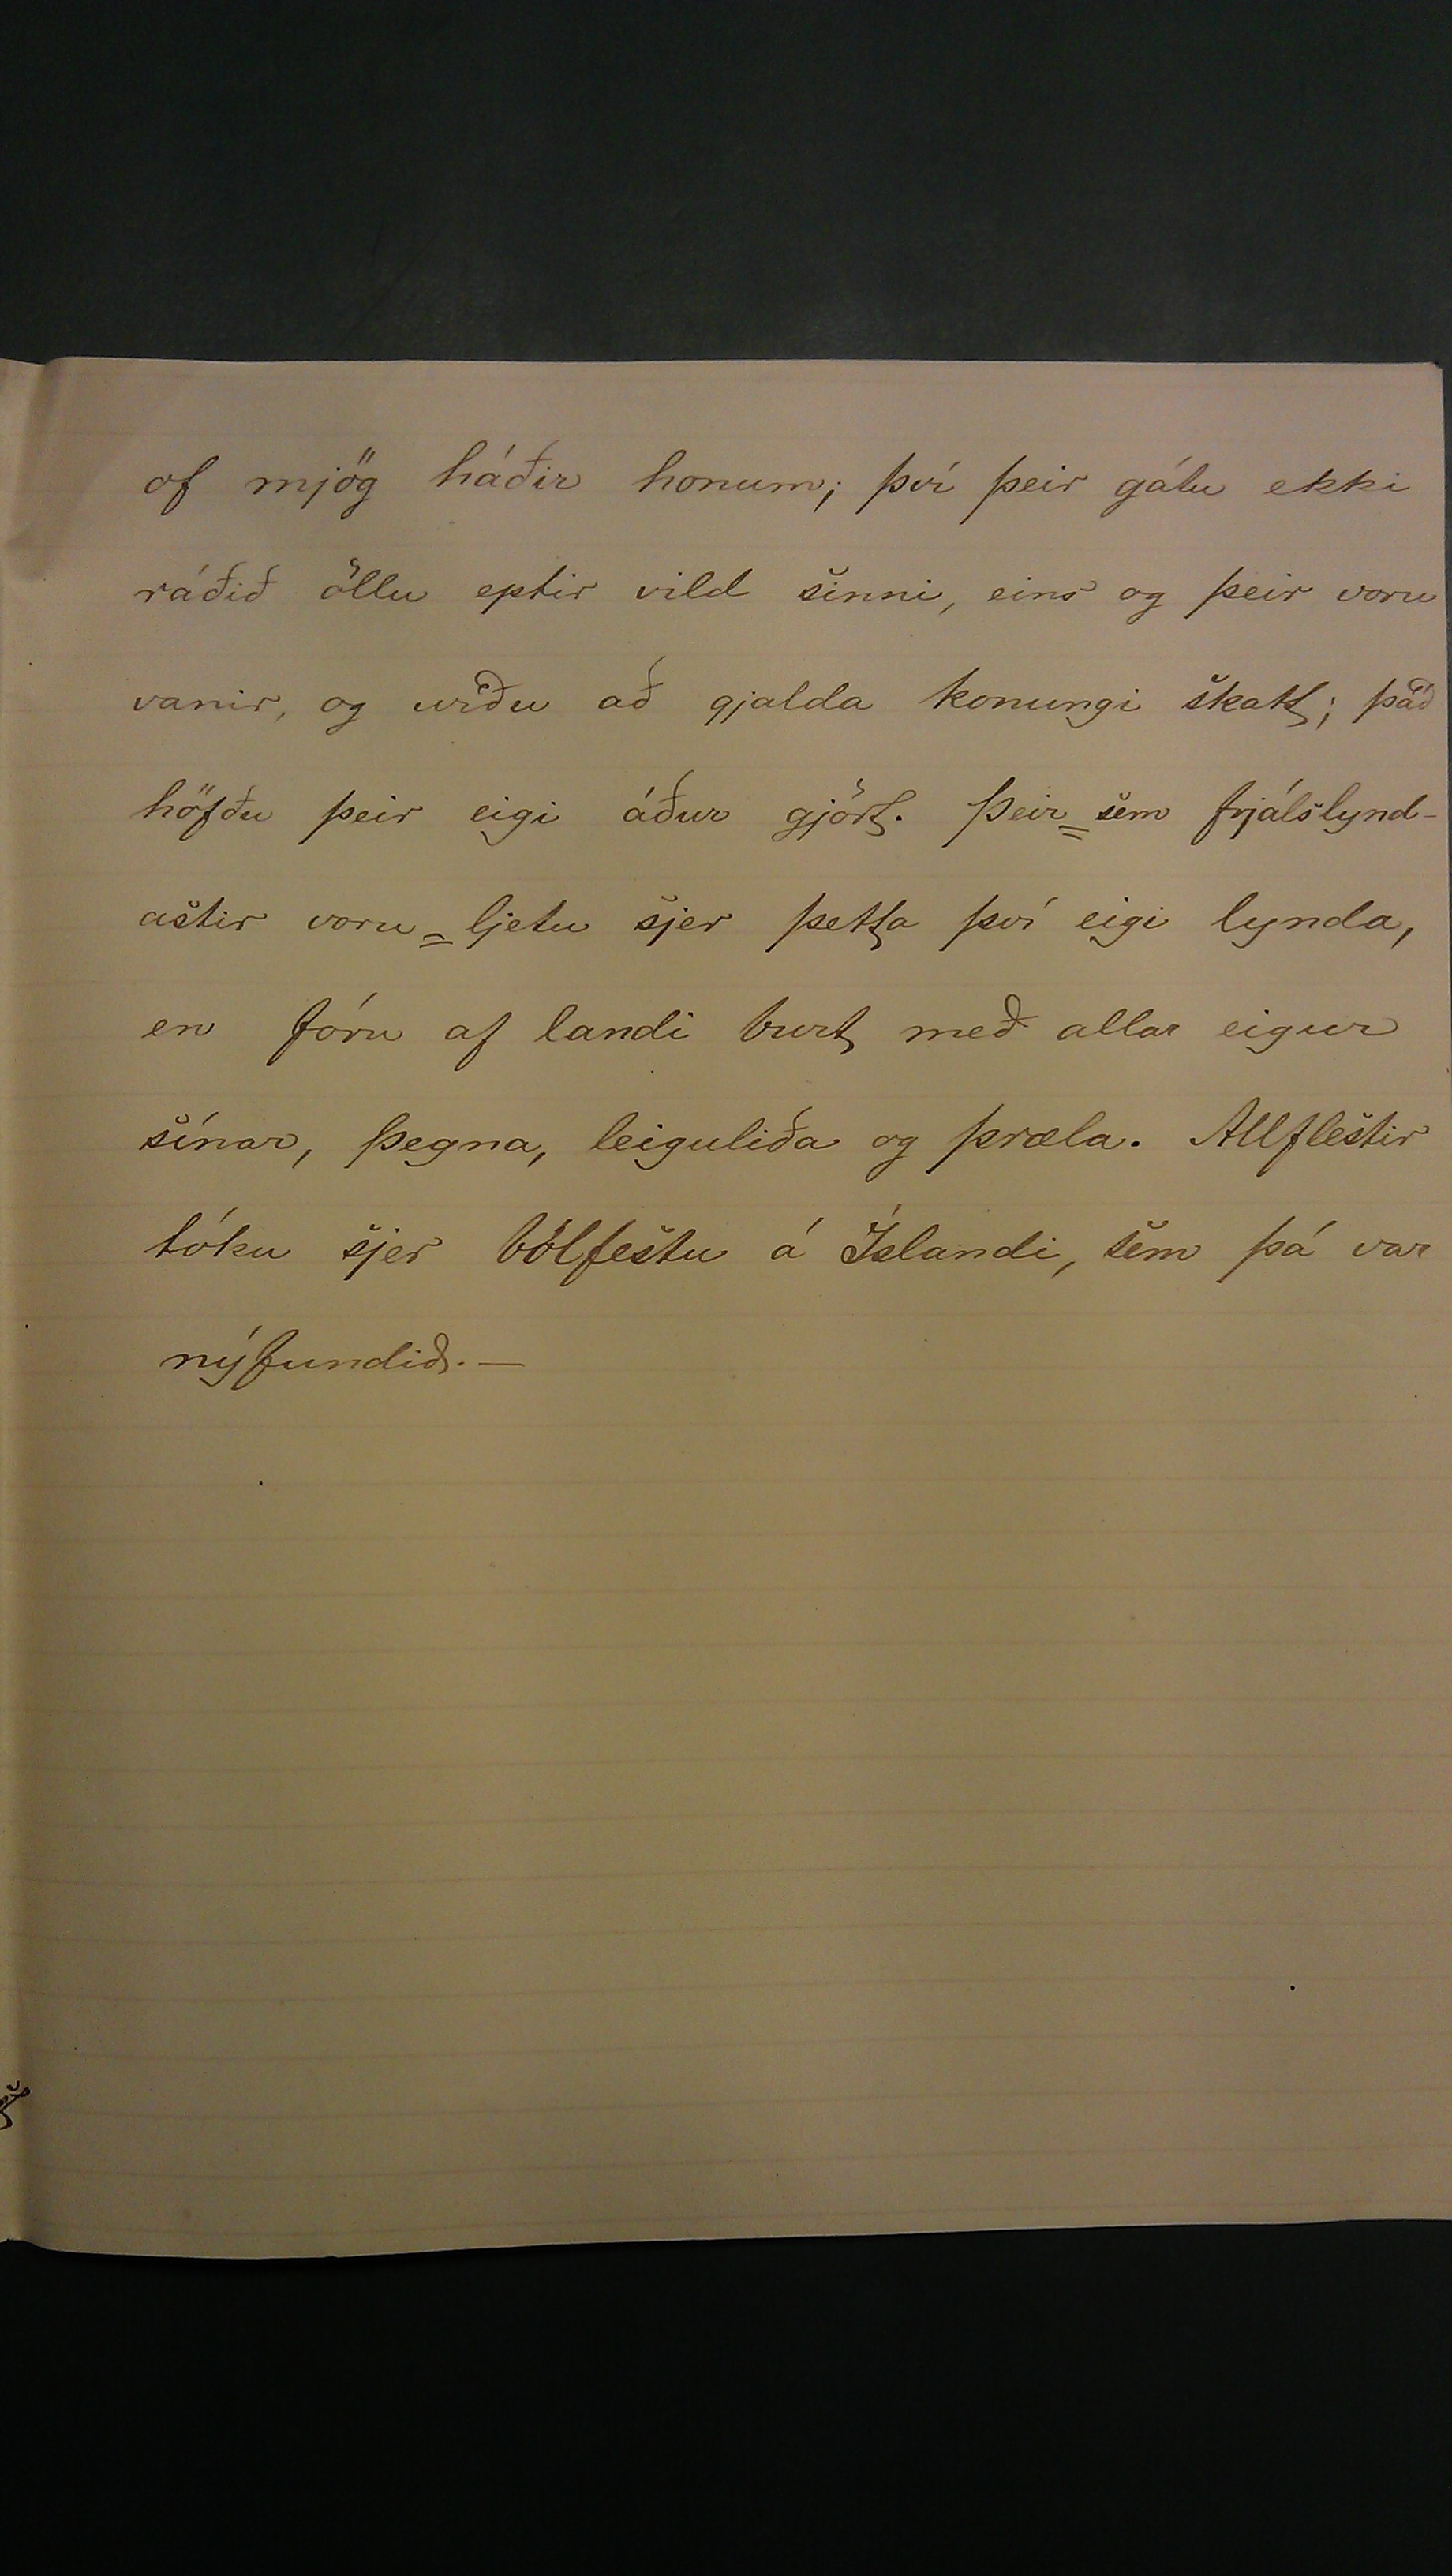 of mjög háðir honum; því þeir gátu ekki
ráðið öllu eptir vild sinni, eins og þeir voru
vanir, og urðu að gjalda konungi skatt; það
höfðu þeir eigi áður gjört. Þeir = sem frjálslynd-
astir voru = ljetu sjer þetta því eigi lynda,
en fóru af landi burt með allar eigur
sínar, þegna, leiguliða og þræla. Allflestir
tóku sjer bólfestu á Íslandi, sem þá var
nýfundið. —